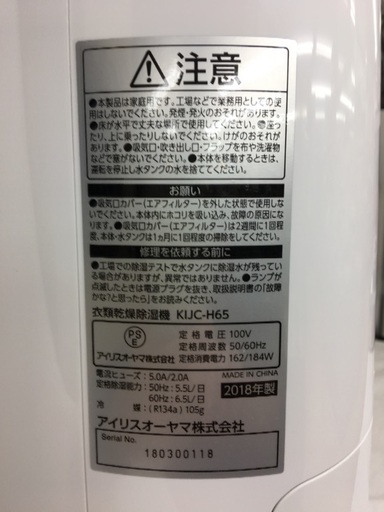 注意
●本製品は家庭用です。工場などで業務用としての使
用はしないでください。発煙・発火のおそれがあります。
●床が水平で丈夫な場所で使用してください。●座っ
たり、上に乗ったりしないでください。けがのおそれがあり
ます。●吸気口・吹き出し口・フラップを布や洗濯物
などで塞がないでください。●本体を移動するときは、
運転を停止し水タンクの水を捨ててください。
お願い
●吸気口カバー(エアフィルター)を外した状態で使用し
ないでください。本体内にホコリを吸い込み、故障の原因にな
ります。●吸気口カバー(エアフィルター)は2週間に1回程
度、本体・水タンクは1ヵ月に1回程度の掃除をしてください。
修理を依頼する前に
●工場での除湿テストで水タンクに除湿水が残ってい
る場合がありますが、異常ではありません。●ランプが
点滅したときは電源プラグを抜き、取扱説明書の「故障
かな?と思ったら」をお読みください。
衣類乾燥除湿機 KIJC-H65
PS
E
アイリスオーヤマ株式会社
定格電圧 100V
定格周波数 50/60Hz
定格消費電力 162/184W
電流ヒューズ : 5.0A/2.0A
MADE IN CHINA
定格除湿能力 : 50Hz : 5.5L/日
60Hz : 6.5L/日
2018年製
冷 媒 : (R134a) 105g
アイリスオーヤマ株式会社
Serial No.
180300118